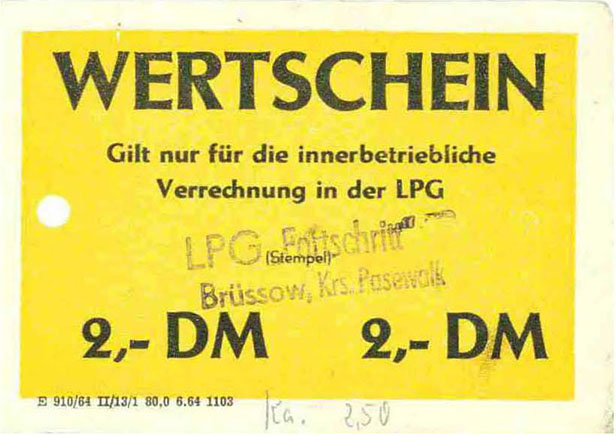 WERTSCHEIN
Gilt nur für die innerbetriebliche
Verrechnung in der LPG
LPG „Fortschritt“
(Stempel)
Brüssow, Krs. Pasewalk
2,- DM 2,- DM
E 910/64 II/13/1 80,0 6.64 1103
Ka. 2,50